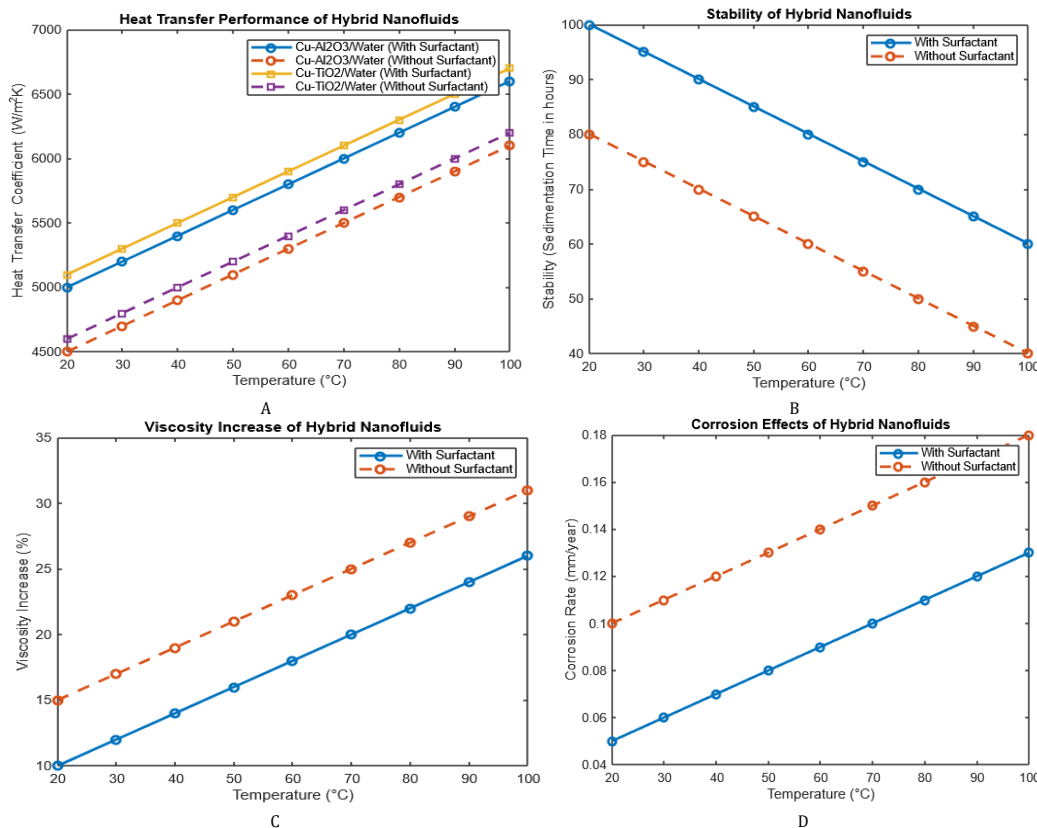 Heat Transfer Performance of Hybrid Nanofluids
7000
6500
6000
5500
5000
4500
Heat Transfer Coefficient (W/m²K)
Cu-Al2O3/Water (With Surfactant)
Cu-Al2O3/Water (Without Surfactant)
Cu-TiO2/Water (With Surfactant)
Cu-TiO2/Water (Without Surfactant)
20 30 40 50 60 70 80 90 100
Temperature (°C)
A
Stability of Hybrid Nanofluids
100
90
80
70
60
50
40
Stability (Sedimentation Time in hours)
With Surfactant
Without Surfactant
20 30 40 50 60 70 80 90 100
Temperature (°C)
B
Viscosity Increase of Hybrid Nanofluids
35
30
25
20
15
10
Viscosity Increase (%)
With Surfactant
Without Surfactant
20 30 40 50 60 70 80 90 100
Temperature (°C)
C
Corrosion Effects of Hybrid Nanofluids
0.18
0.16
0.14
0.12
0.1
0.08
0.06
0.04
Corrosion Rate (mm/year)
With Surfactant
Without Surfactant
20 30 40 50 60 70 80 90 100
Temperature (°C)
D